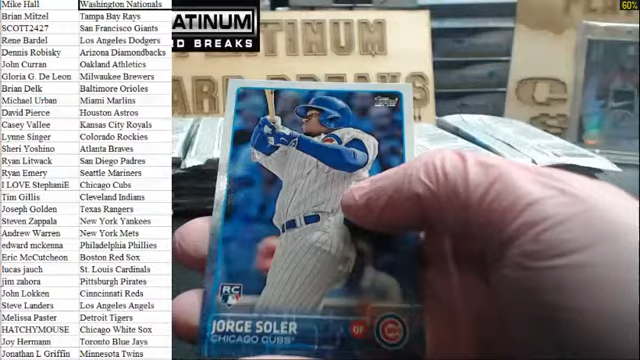 Mike Hall Washington Nationals
Brian Mitzel Tampa Bay Rays
SCOTT2427 San Francisco Giants
Rene Bardel Los Angeles Dodgers
Dennis Robisky Arizona Diamondbacks
John Curran Oakland Athletics
Gloria G. De Leon Milwaukee Brewers
Brian Delk Baltimore Orioles
Michael Urban Miami Marlins
David Pierce Houston Astros
Casey Vallee Kansas City Royals
Lynne Singer Colorado Rockies
Sheri Yoshino Atlanta Braves
Ryan Litwack San Diego Padres
Ryan Emery Seattle Mariners
I LOVE StephaniE Chicago Cubs
Tim Gillis Cleveland Indians
Joseph Golden Texas Rangers
Steven Zappala New York Yankees
Andrew Warren New York Mets
edward mckenna Philadelphia Phillies
Eric McCutcheon Boston Red Sox
lucas jauch St. Louis Cardinals
jim zahora Pittsburgh Pirates
John Lokken Cinncinati Reds
Steve Landers Los Angeles Angels
Melissa Paster Detroit Tigers
HATCHYMOUSE Chicago White Sox
Joy Hermann Toronto Blue Jays
Jonathan L Griffin Minnesota Twins
PLATINUM
BREAKS
60%
PLATINUM
CARD BREAKS
Topps
RC
JORGE SOLER
OF
CHICAGO CUBS